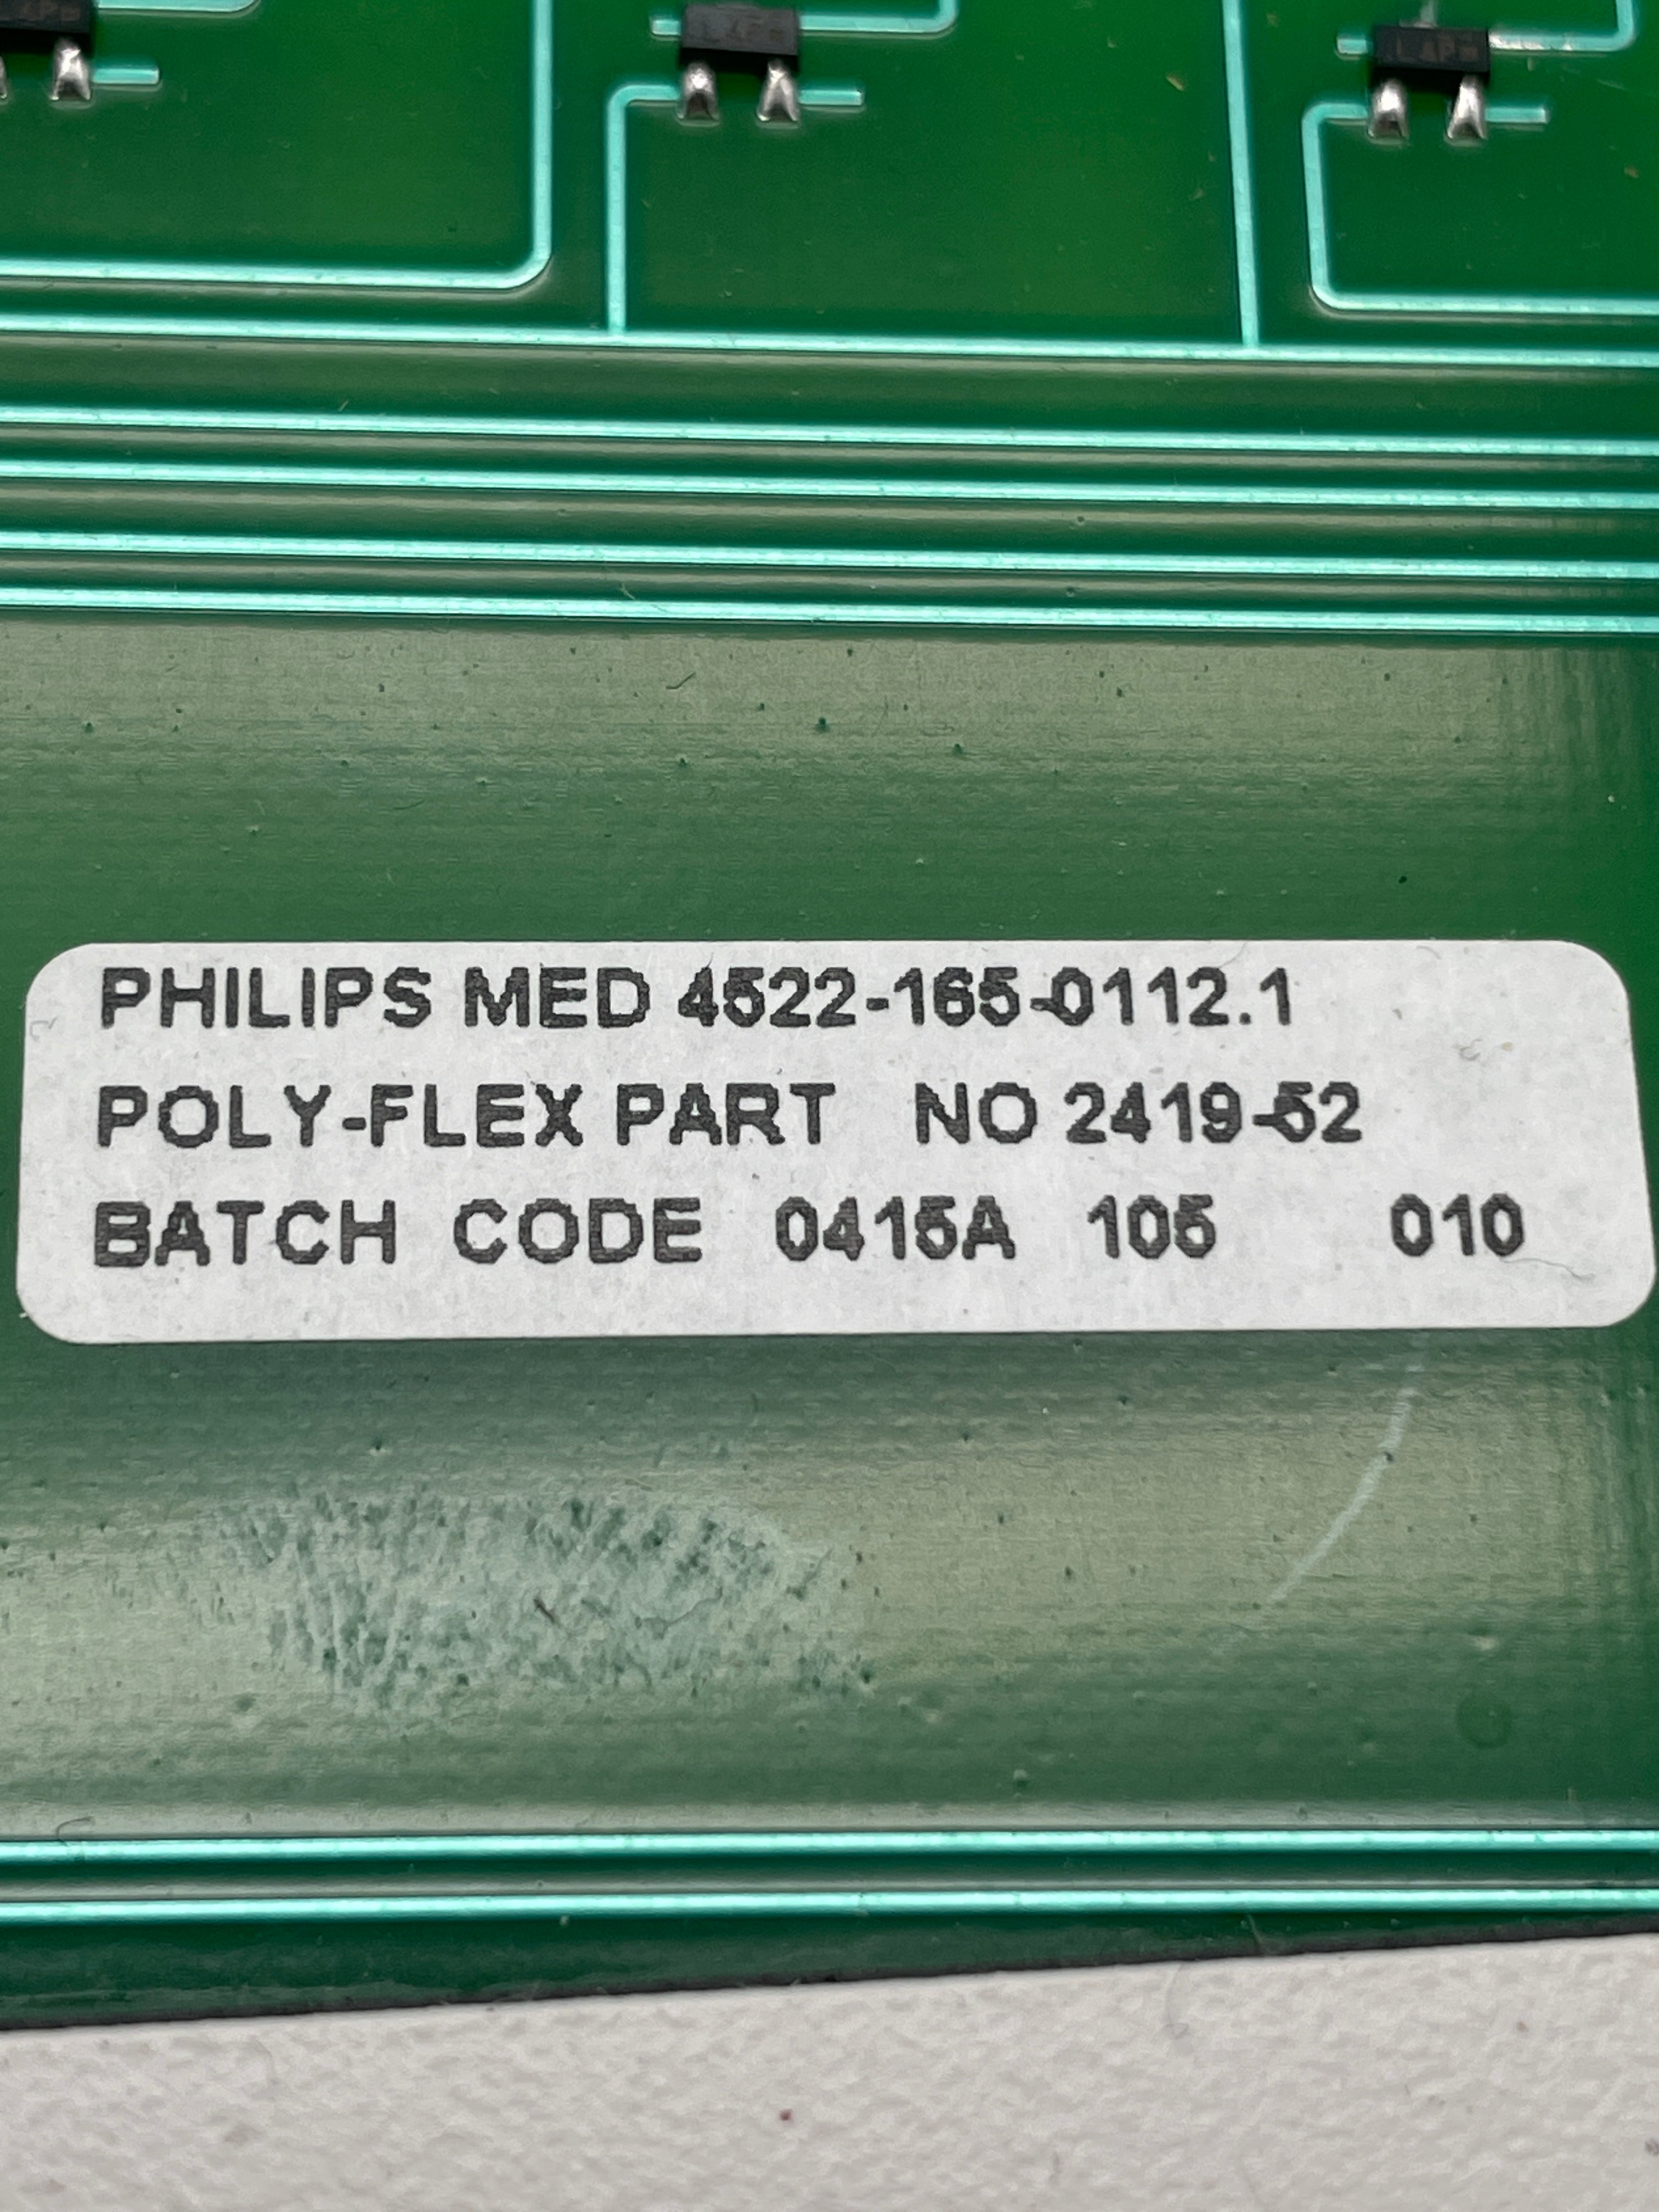 PHILIPS MED 4522-165-0112.1
POLY-FLEX PART NO 2419-52
BATCH CODE 0415A 105 010